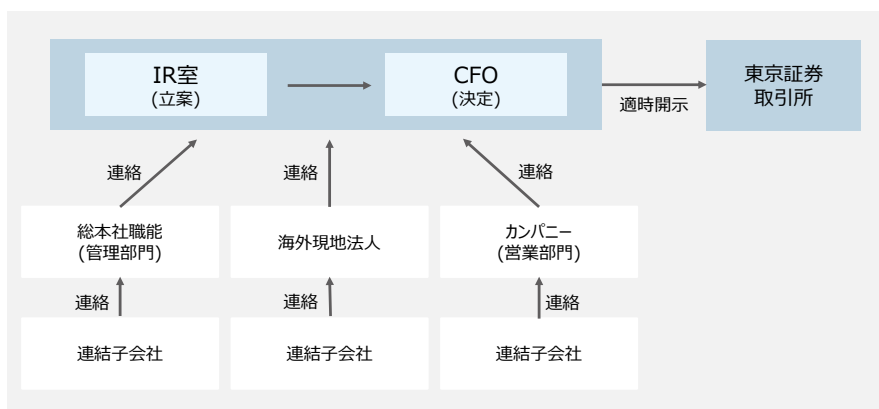 IR室
(立案)
CFO
(決定)
適時開示
東京証券
取引所
連絡
連絡
連絡
総本社職能
(管理部門)
海外現地法人
カンパニー
(営業部門)
連絡
連絡
連絡
連結子会社
連結子会社
連結子会社